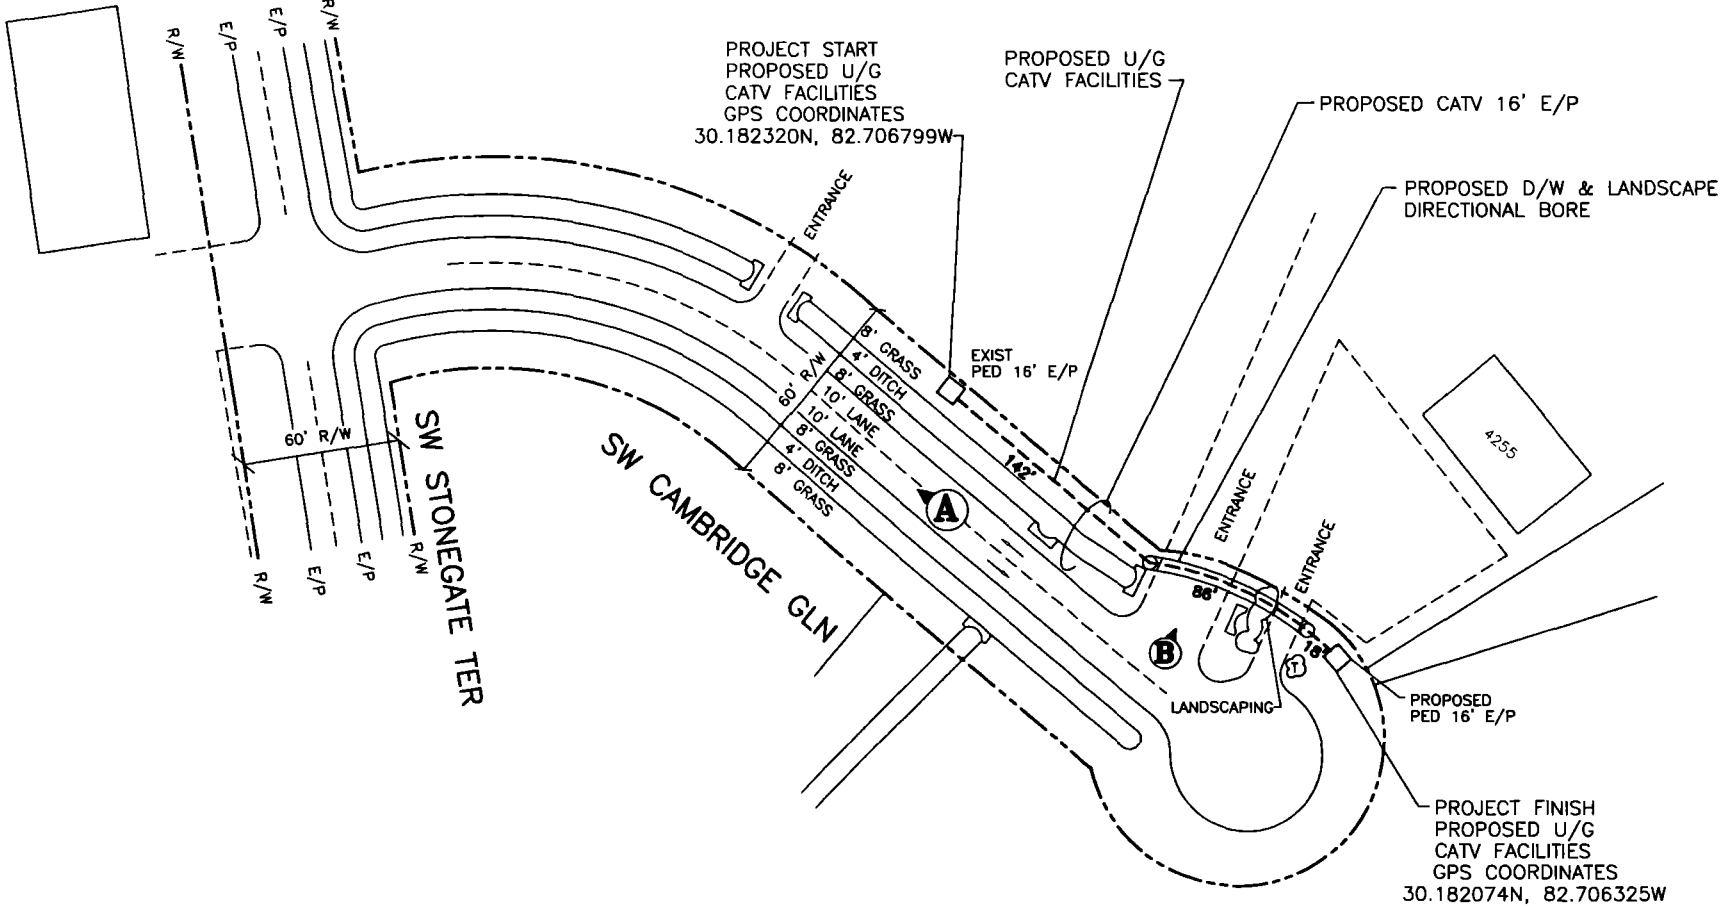 R/W
E/P
E/P
R/W
PROJECT START
PROPOSED U/G
CATV FACILITIES
GPS COORDINATES
30.182320N, 82.706799W
PROPOSED U/G
CATV FACILITIES
PROPOSED CATV 16' E/P
PROPOSED D/W & LANDSCAPE
DIRECTIONAL BORE
ENTRANCE
EXIST
PED 16' E/P
60' R/W
8' GRASS
4' DITCH
8' GRASS
10' LANE
10' LANE
8' GRASS
4' DITCH
8' GRASS
60' R/W
SW STONEGATE TER
SW CAMBRIDGE GLN
142'
A
4255
ENTRANCE
ENTRANCE
86'
18'
B
T
LANDSCAPING
PROPOSED
PED 16' E/P
R/W
E/P
E/P
R/W
PROJECT FINISH
PROPOSED U/G
CATV FACILITIES
GPS COORDINATES
30.182074N, 82.706325W